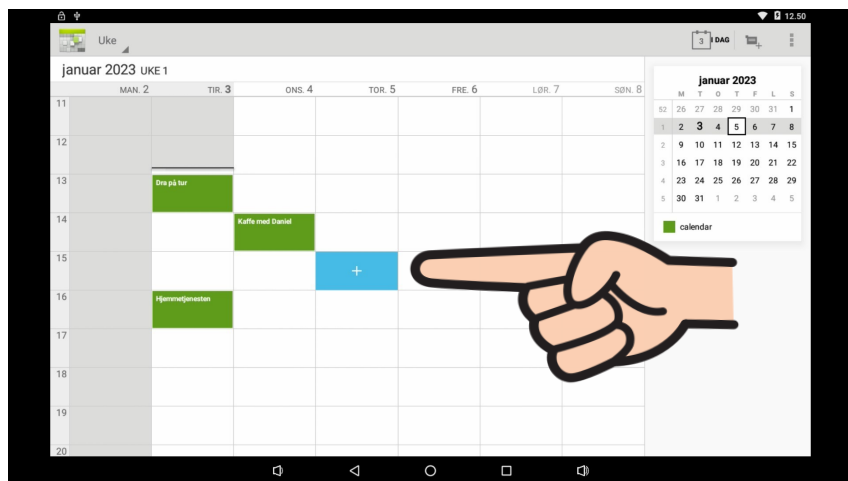 12.50
Uke
3 I DAG
januar 2023 UKE 1
MAN. 2 TIR. 3 ONS. 4 TOR. 5 FRE. 6 LØR. 7 SØN. 8
11
12
13 Dra på tur
14 Kaffe med Daniel
15 +
16 Hjemmetjenesten
17
18
19
20
januar 2023
M T O T F L S
52 26 27 28 29 30 31 1
1 2 3 4 5 6 7 8
2 9 10 11 12 13 14 15
3 16 17 18 19 20 21 22
4 23 24 25 26 27 28 29
5 30 31 1 2 3 4 5
calendar